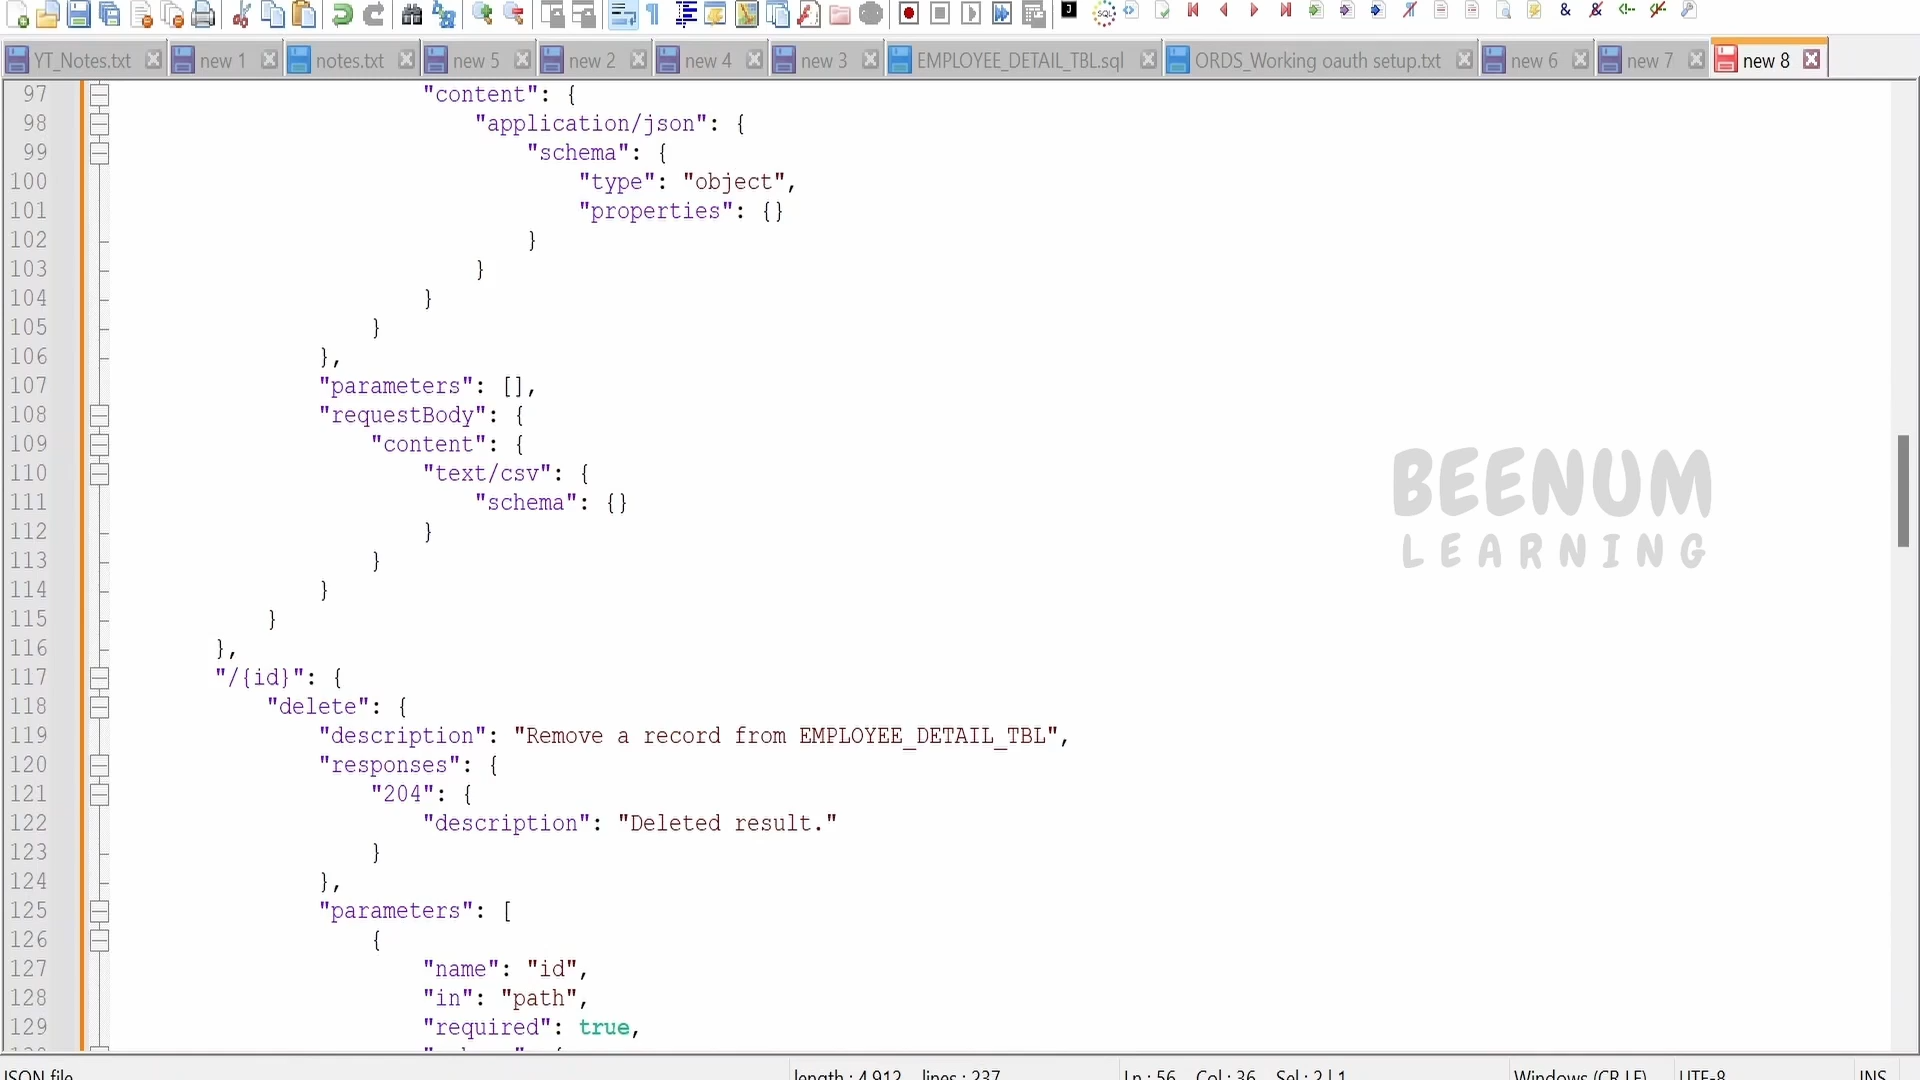 YT_Notes.txt new 1 notes.txt new 5 new 2 new 4 new 3 EMPLOYEE_DETAIL_TBL.sql ORDS_Working oauth setup.txt new 6 new 7 new 8
97 "content": {
98 "application/json": {
99 "schema": {
100 "type": "object",
101 "properties": {}
102 }
103 }
104 }
105 }
106 },
107 "parameters": [],
108 "requestBody": {
109 "content": {
110 "text/csv": {
111 "schema": {}
112 }
113 }
114 }
115 }
116 },
117 "/{id}": {
118 "delete": {
119 "description": "Remove a record from EMPLOYEE_DETAIL_TBL",
120 "responses": {
121 "204": {
122 "description": "Deleted result."
123 }
124 },
125 "parameters": [
126 {
127 "name": "id",
128 "in": "path",
129 "required": true,
BEENUM
LEARNING
JSON file length : 4,912 lines : 237 Ln : 56 Col : 36 Sel : 2 | 1 Windows (CR LF) UTF-8 INS